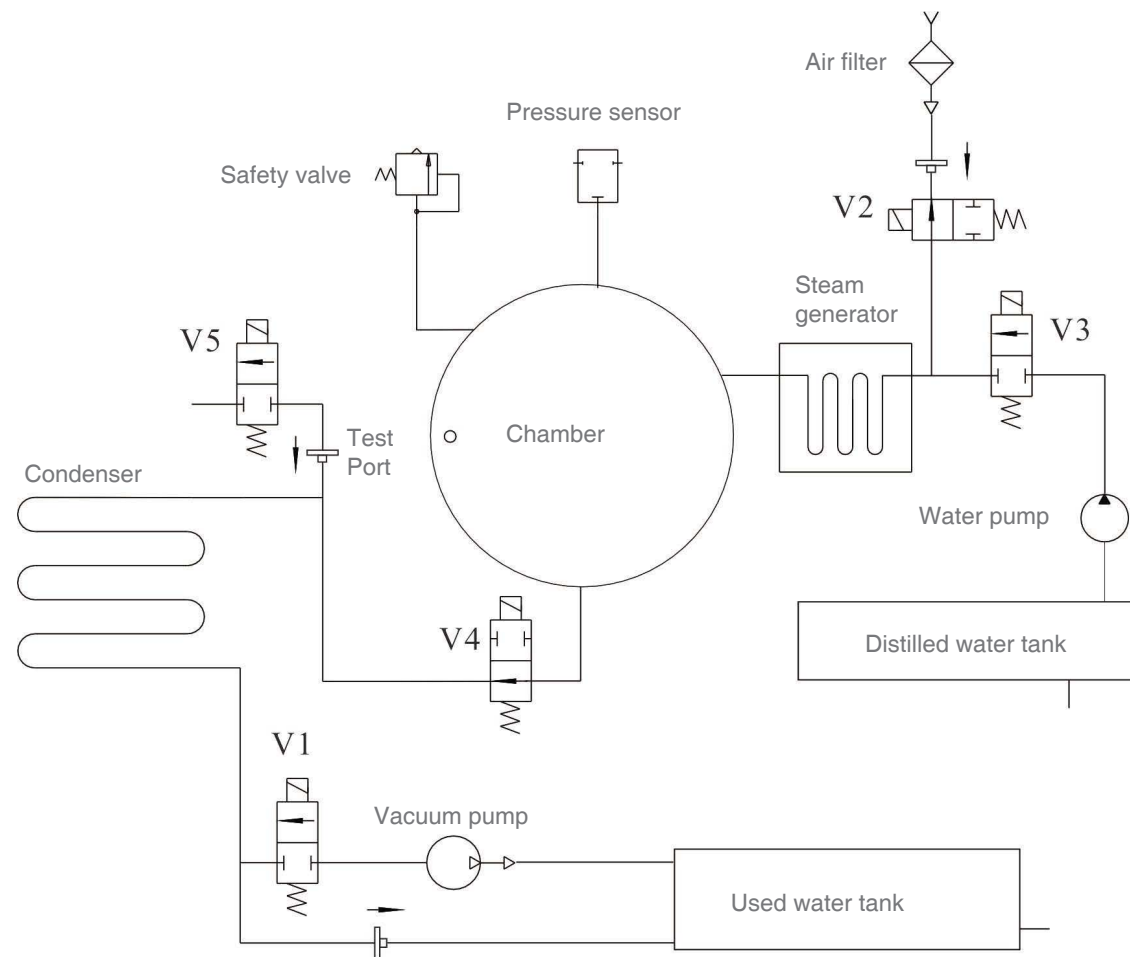 Air filter
Pressure sensor
Safety valve
V2
Steam
generator
V5
V3
Test
Port
Chamber
Condenser
Water pump
V4
Distilled water tank
V1
Vacuum pump
Used water tank